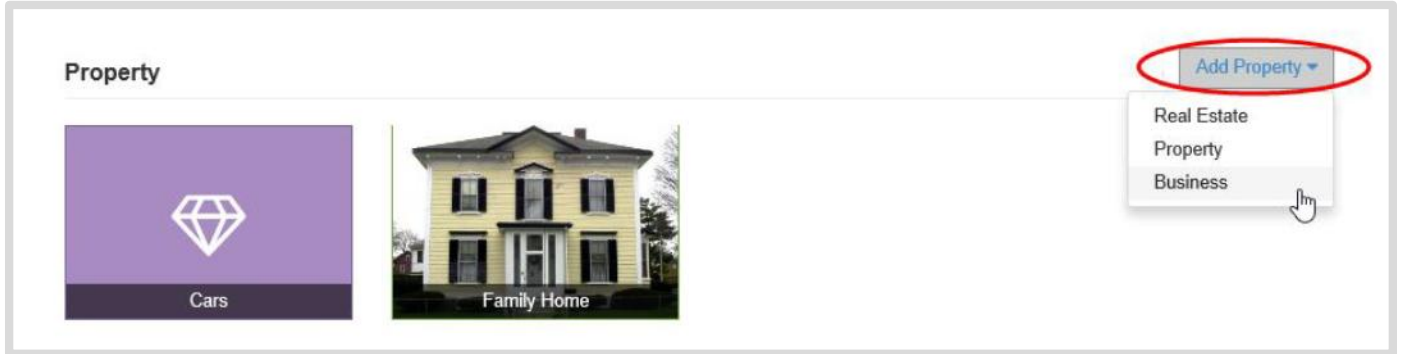 Property
Add Property
Real Estate
Property
Business
Cars
Family Home